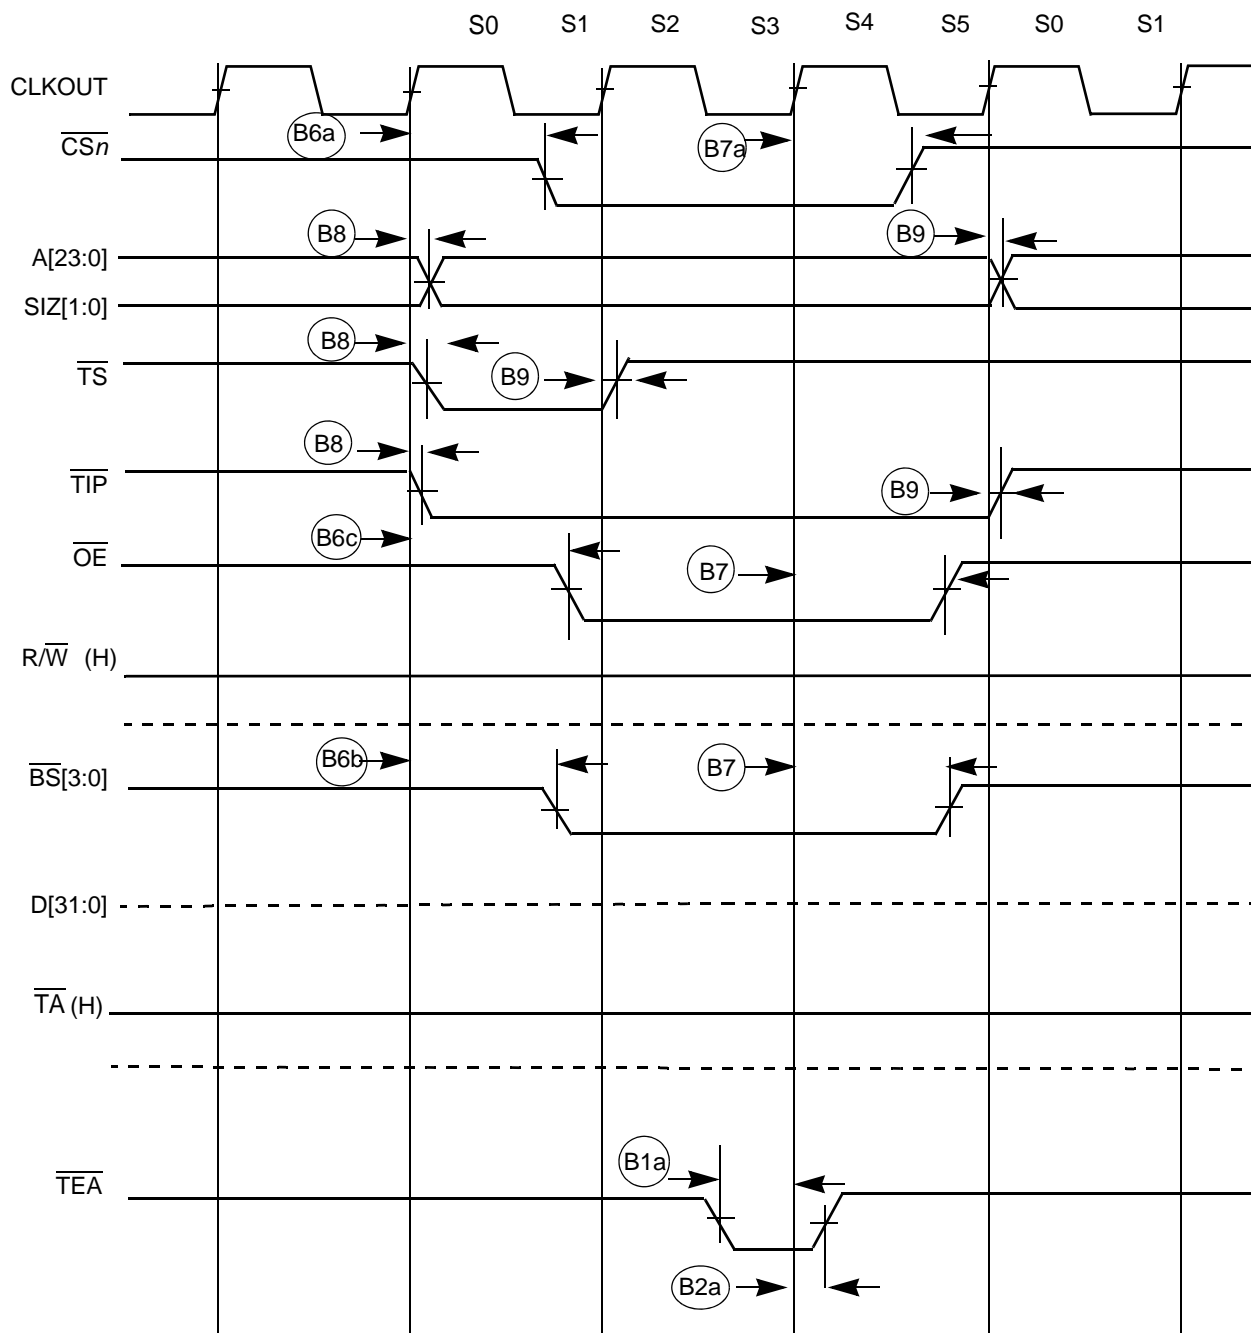 S0 S1 S2 S3 S4 S5 S0 S1
CLKOUT
B6a B7a
CSn
B8 B9
A[23:0]
SIZ[1:0]
B8
TS B9
B8
TIP B9
B6c
OE B7
R/W (H)
B6b B7
BS[3:0]
D[31:0]
TA (H)
B1a
TEA
B2a